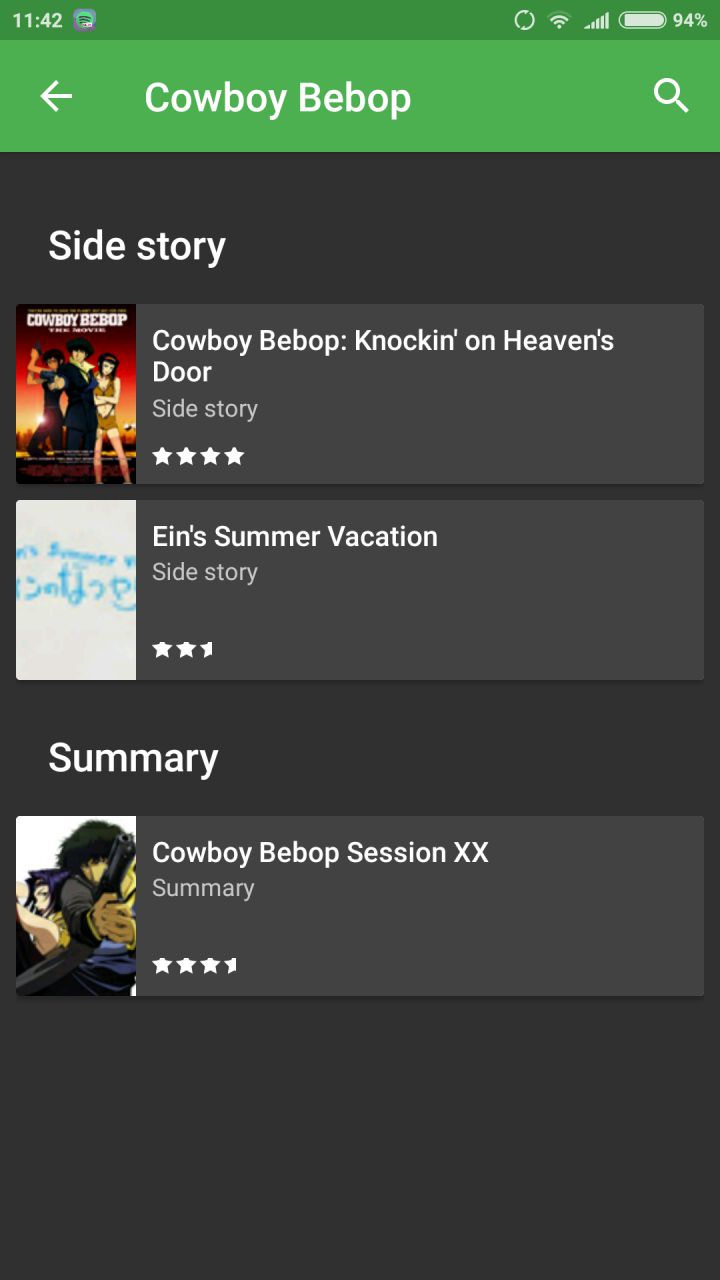 11:42
94%
Cowboy Bebop
Side story
COWBOY BEBOP
THE MOVIE
Cowboy Bebop: Knockin' on Heaven's
Door
Side story
Ein's Summer Vacation
Side story
Summary
Cowboy Bebop Session XX
Summary